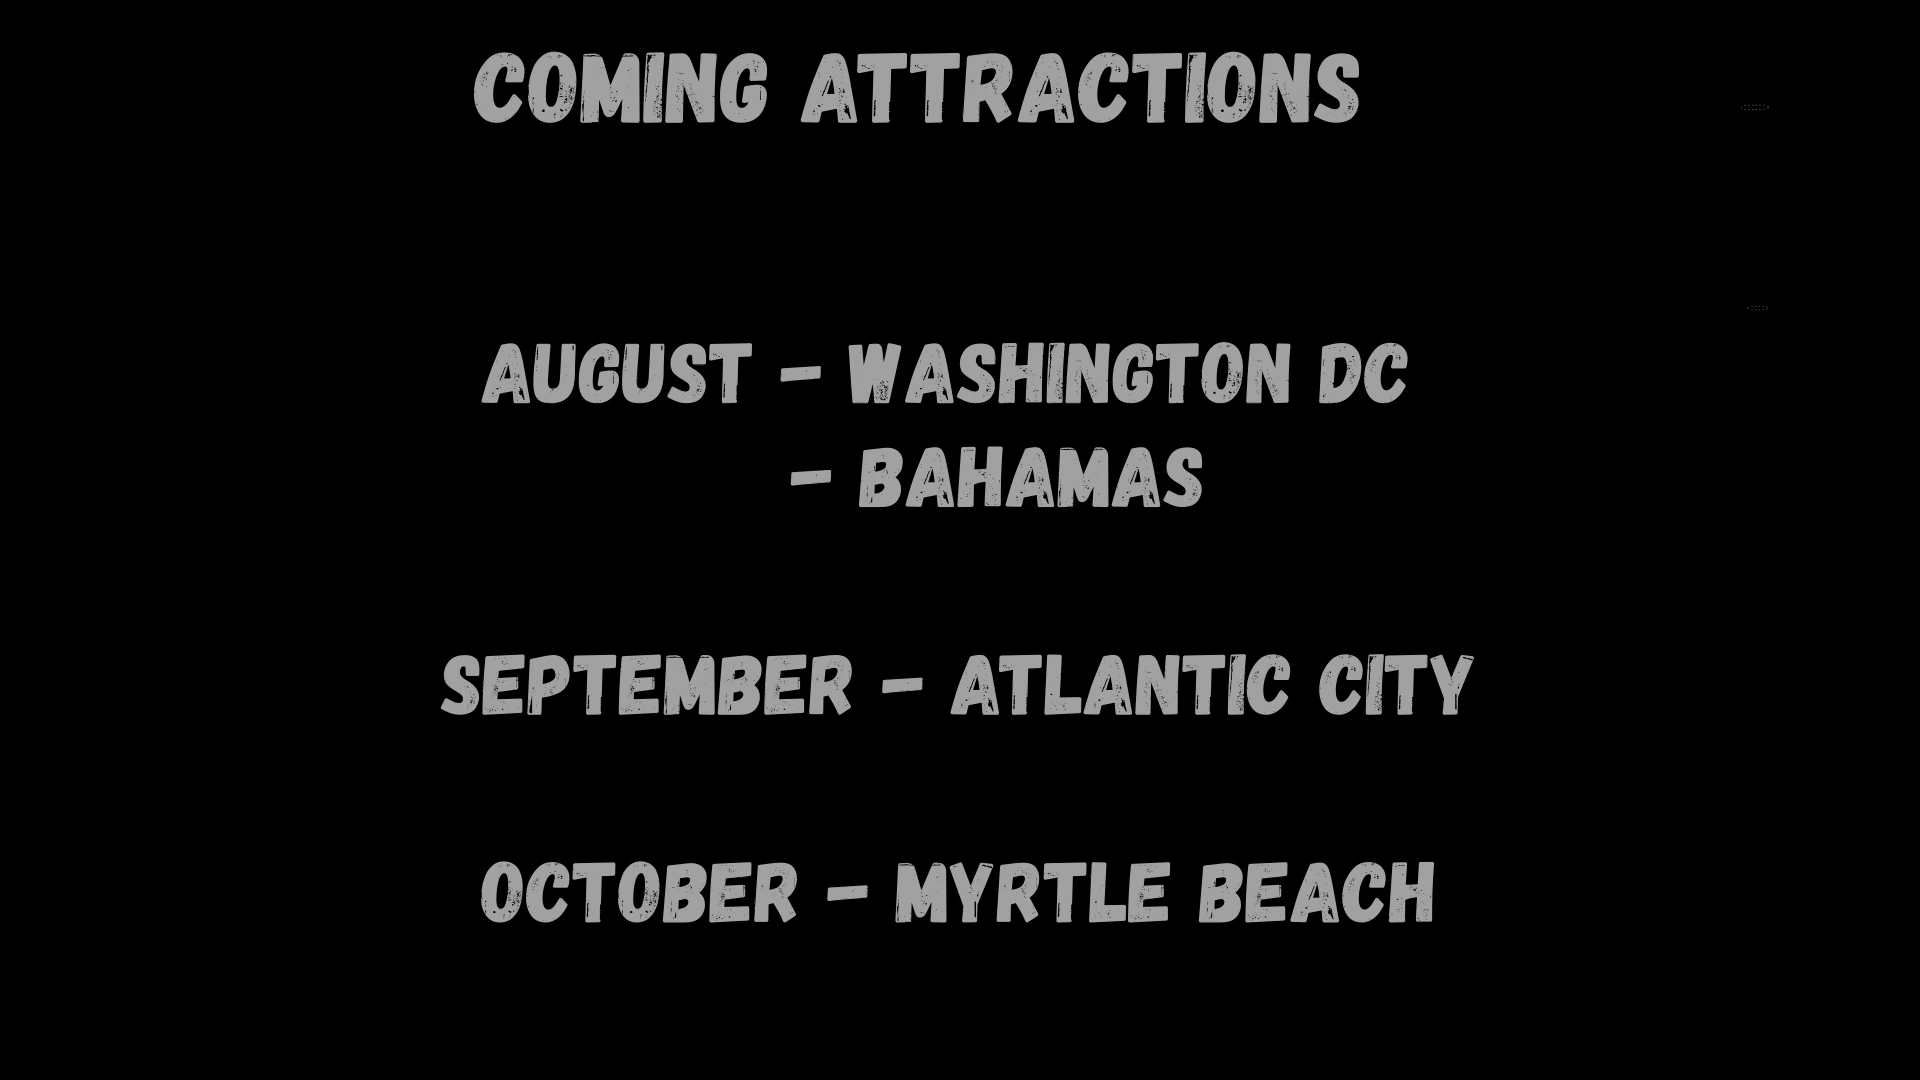 COMING ATTRACTIONS
AUGUST - WASHINGTON DC
- BAHAMAS
SEPTEMBER - ATLANTIC CITY
OCTOBER - MYRTLE BEACH